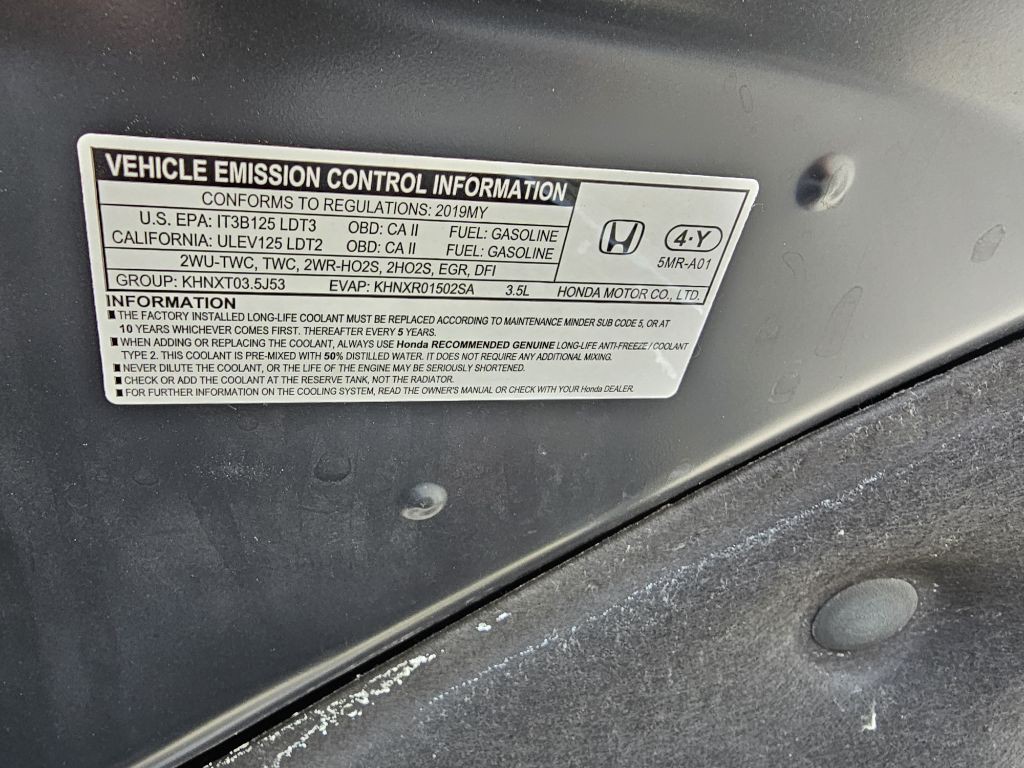 VEHICLE EMISSION CONTROL INFORMATION
CONFORMS TO REGULATIONS: 2019MY
U.S. EPA: IT3B125 LDT3 OBD: CA II FUEL: GASOLINE
CALIFORNIA: ULEV125 LDT2 OBD: CA II FUEL: GASOLINE
2WU-TWC, TWC, 2WR-HO2S, 2HO2S, EGR, DFI
4-Y
5MR-A01
GROUP: KHNXT03.5J53 EVAP: KHNXR01502SA 3.5L HONDA MOTOR CO., LTD.
INFORMATION
■ THE FACTORY INSTALLED LONG-LIFE COOLANT MUST BE REPLACED ACCORDING TO MAINTENANCE MINDER SUB CODE 5, OR AT
10 YEARS WHICHEVER COMES FIRST. THEREAFTER EVERY 5 YEARS.
■ WHEN ADDING OR REPLACING THE COOLANT, ALWAYS USE Honda RECOMMENDED GENUINE LONG-LIFE ANTI-FREEZE / COOLANT
TYPE 2. THIS COOLANT IS PRE-MIXED WITH 50% DISTILLED WATER. IT DOES NOT REQUIRE ANY ADDITIONAL MIXING.
■ NEVER DILUTE THE COOLANT, OR THE LIFE OF THE ENGINE MAY BE SERIOUSLY SHORTENED.
■ CHECK OR ADD THE COOLANT AT THE RESERVE TANK, NOT THE RADIATOR.
■ FOR FURTHER INFORMATION ON THE COOLING SYSTEM, READ THE OWNER'S MANUAL OR CHECK WITH YOUR Honda DEALER.